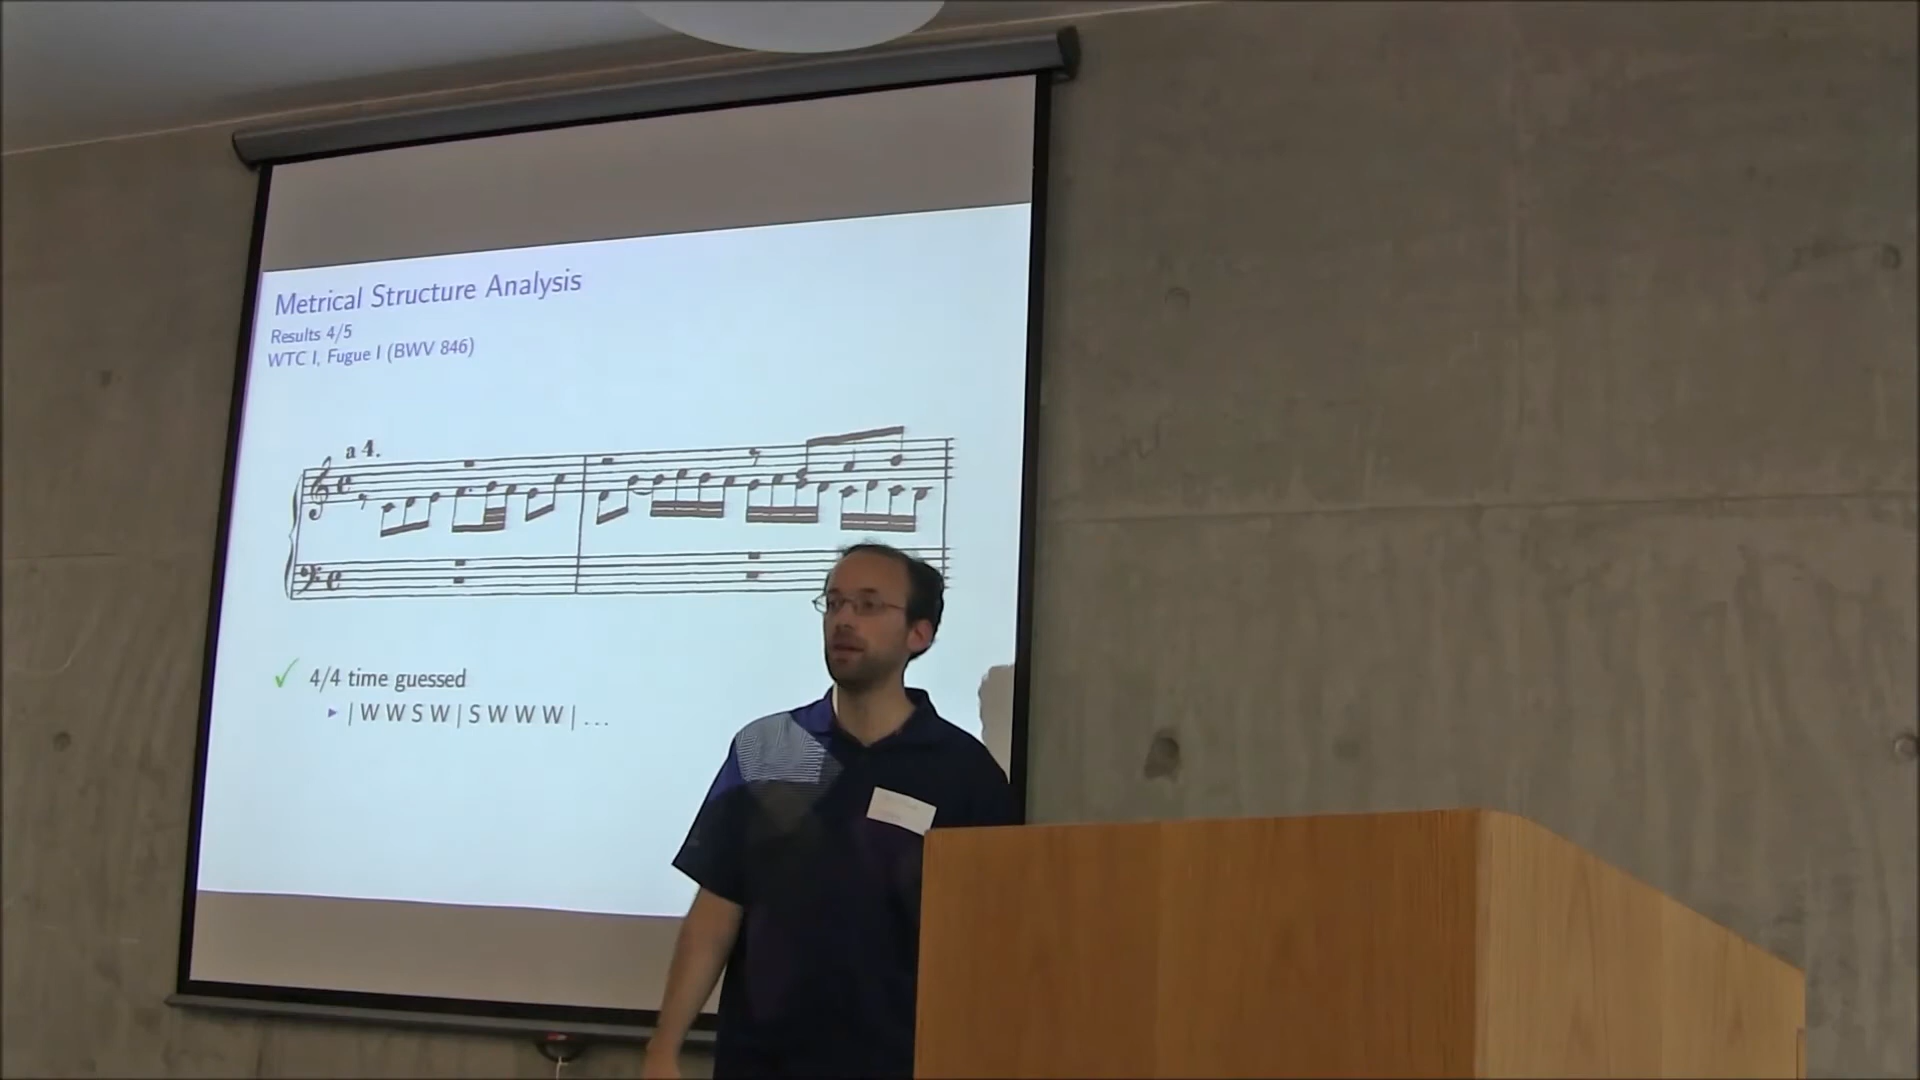 Metrical Structure Analysis
Results 4/5
WTC I, Fugue I (BWV 846)
a 4.
✓ 4/4 time guessed
▸ | W W S W | S W W W | ...